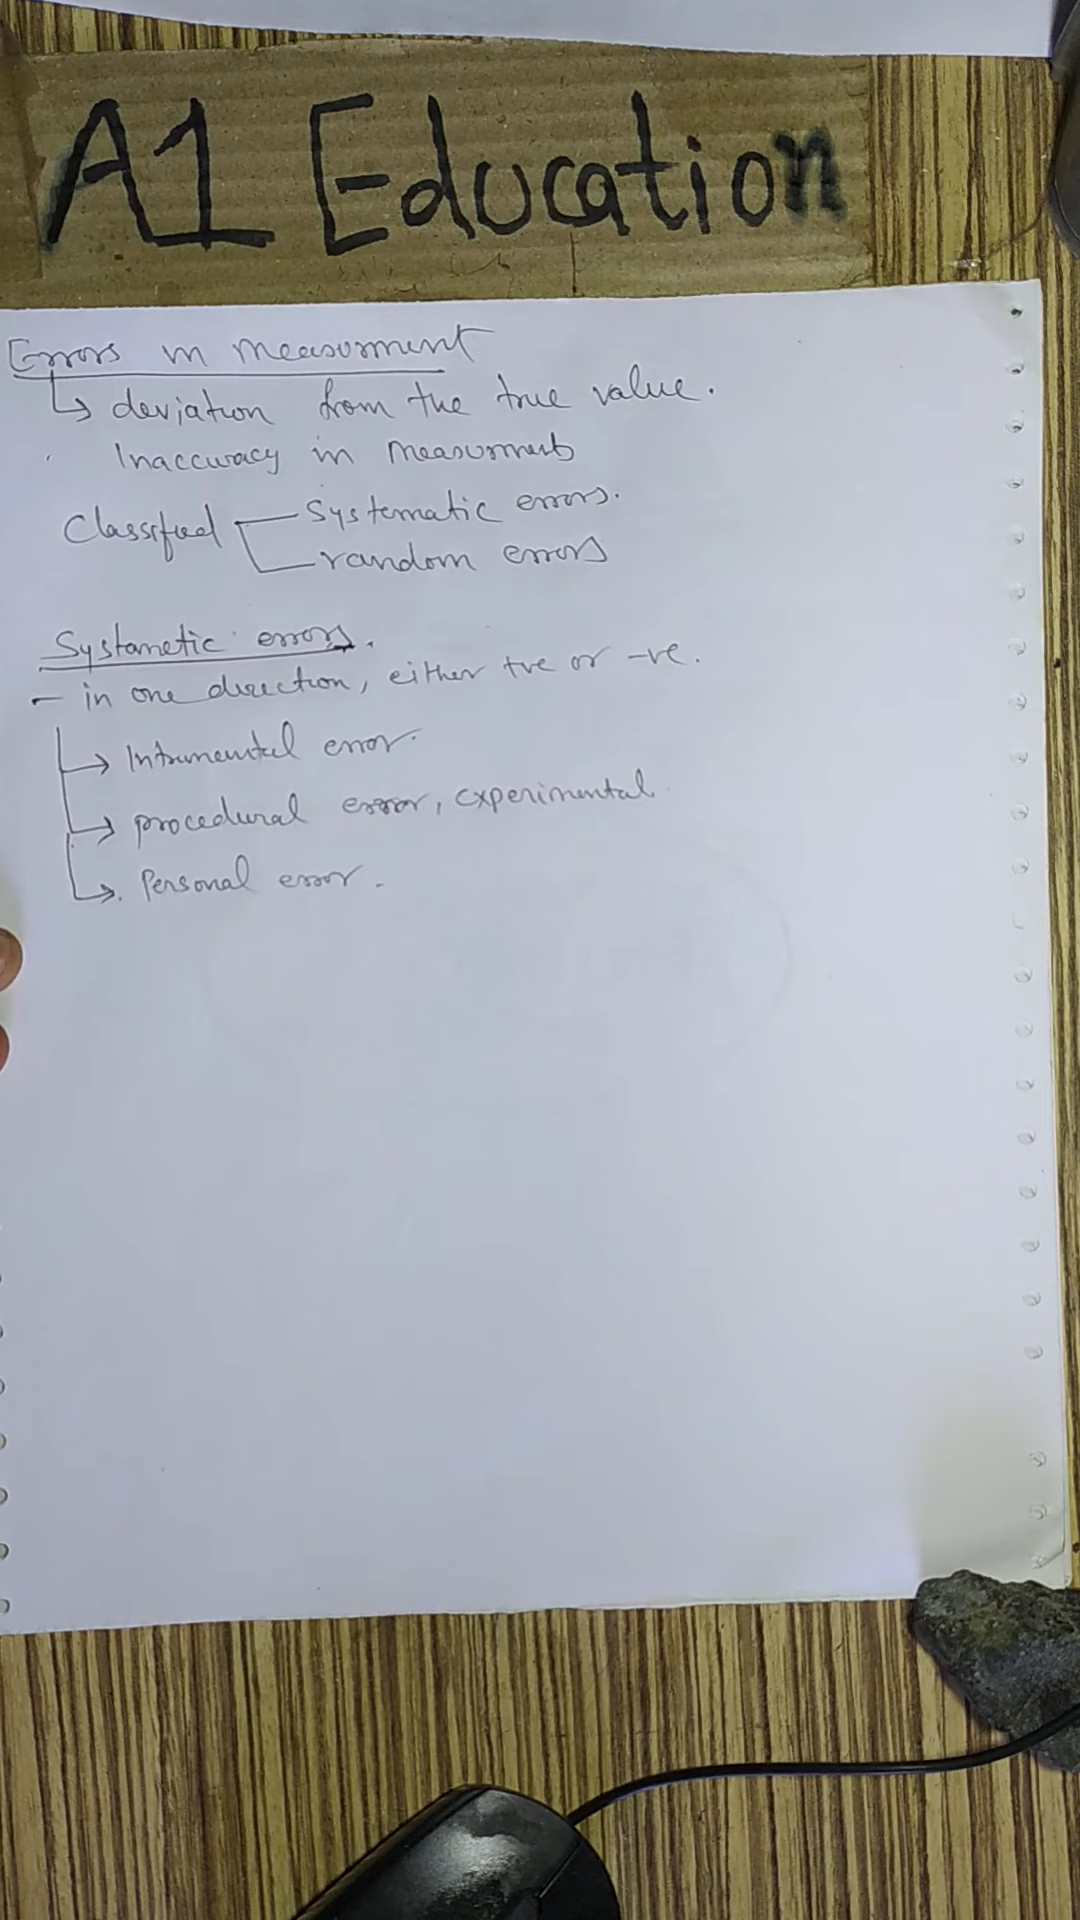 A1 Education
Errors in measurment
↳ deviation from the true value.
Inaccuracy in measurments
Classified Systematic errors.
random errors
Systametic errors.
- in one direction, either +ve or -ve.
→ Intrumental error.
→ procedural error, experimental
→ Personal error.